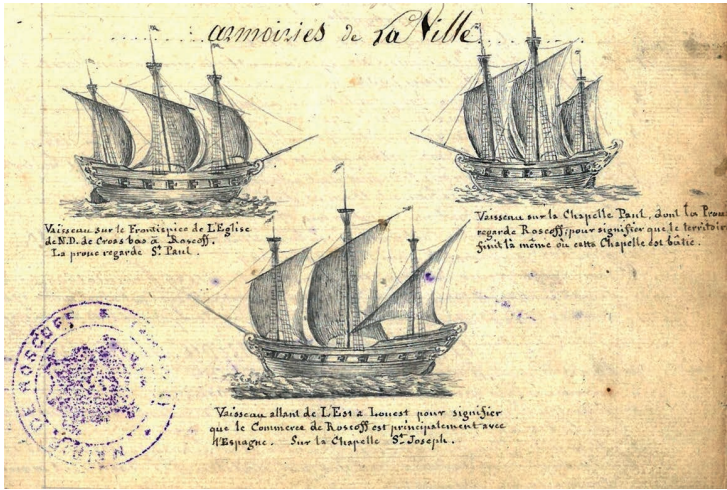 armoiries de La Ville
Vaisseau sur le Frontispice de L'Eglise
de N.D. de Croasbas à Roscoff.
La proue regarde St. Paul.
Vaisseau sur la Chapelle Paul, dont la Proue
regarde Roscoff; pour signifier que le territoire
finit là même où cette Chapelle est bâtie.
Vaisseau allant de L'Est à Louest pour signifier
que le Commerce de Roscoff est principalement avec
l'Espagne. Sur la Chapelle St. Joseph.
DE ROSCOFF